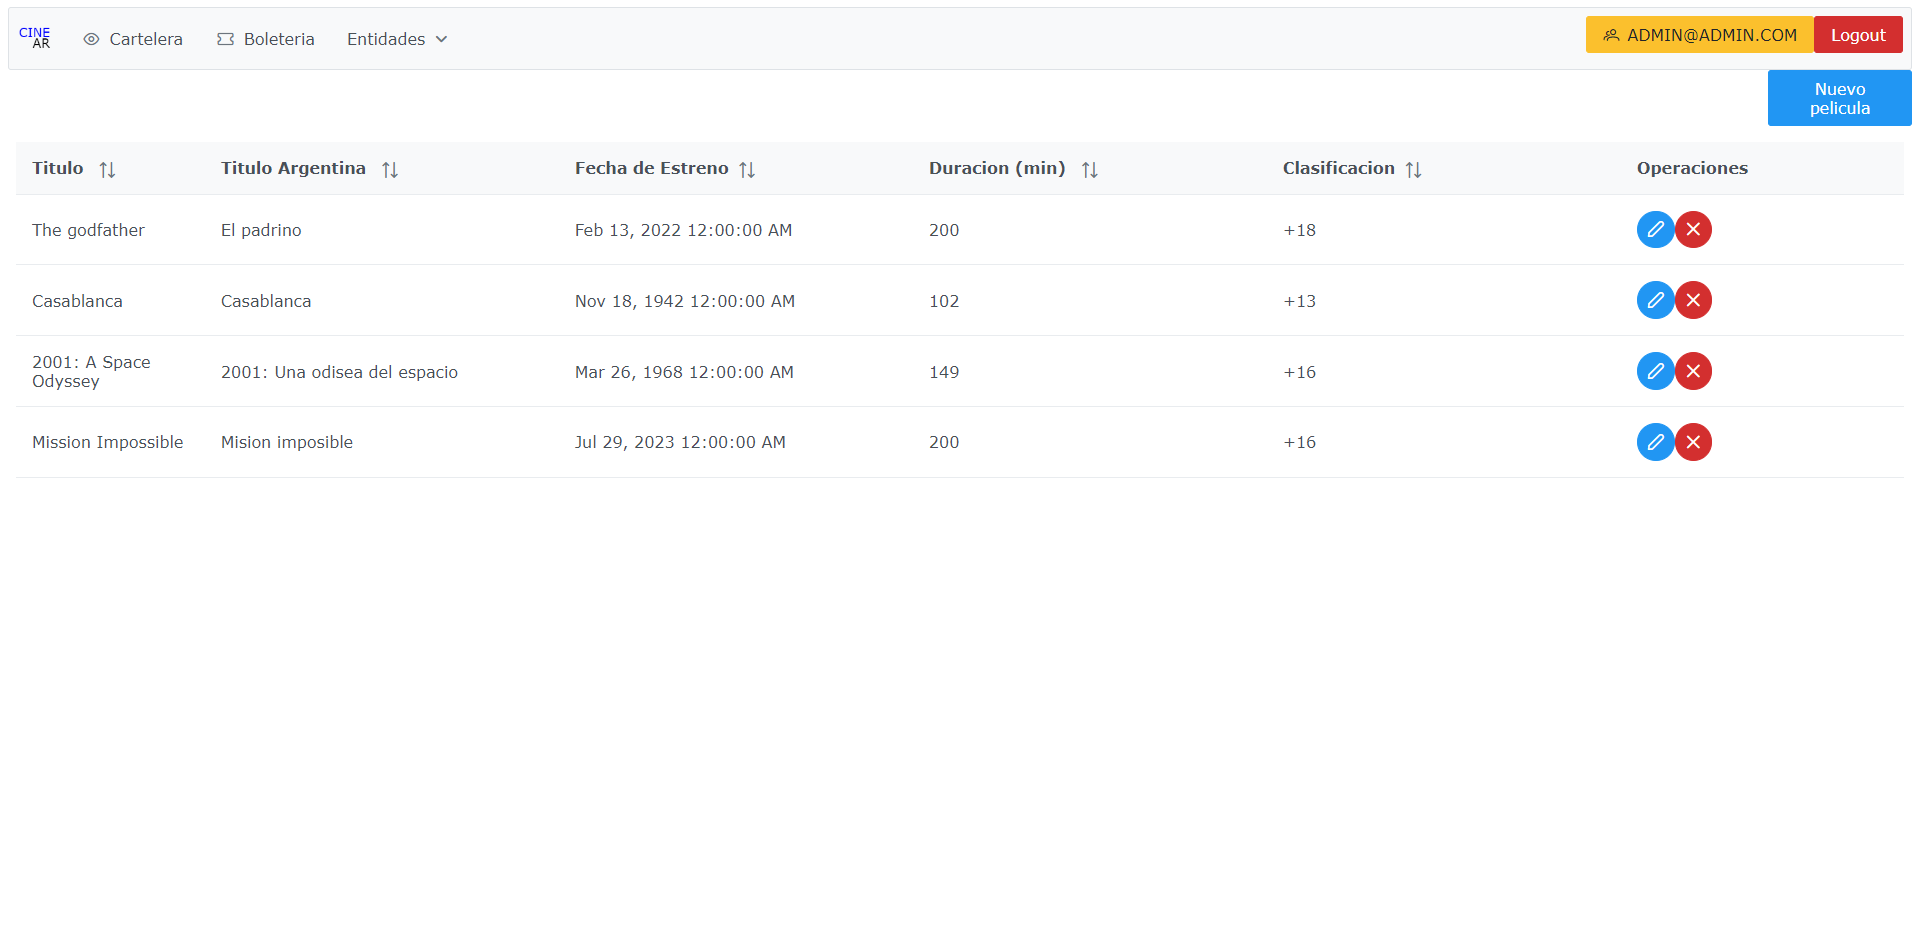 CINE
AR
Cartelera Boleteria Entidades ADMIN@ADMIN.COM Logout
Nuevo
pelicula
Titulo Titulo Argentina Fecha de Estreno Duracion (min) Clasificacion Operaciones
The godfather El padrino Feb 13, 2022 12:00:00 AM 200 +18
Casablanca Casablanca Nov 18, 1942 12:00:00 AM 102 +13
2001: A Space
Odyssey 2001: Una odisea del espacio Mar 26, 1968 12:00:00 AM 149 +16
Mission Impossible Mision imposible Jul 29, 2023 12:00:00 AM 200 +16